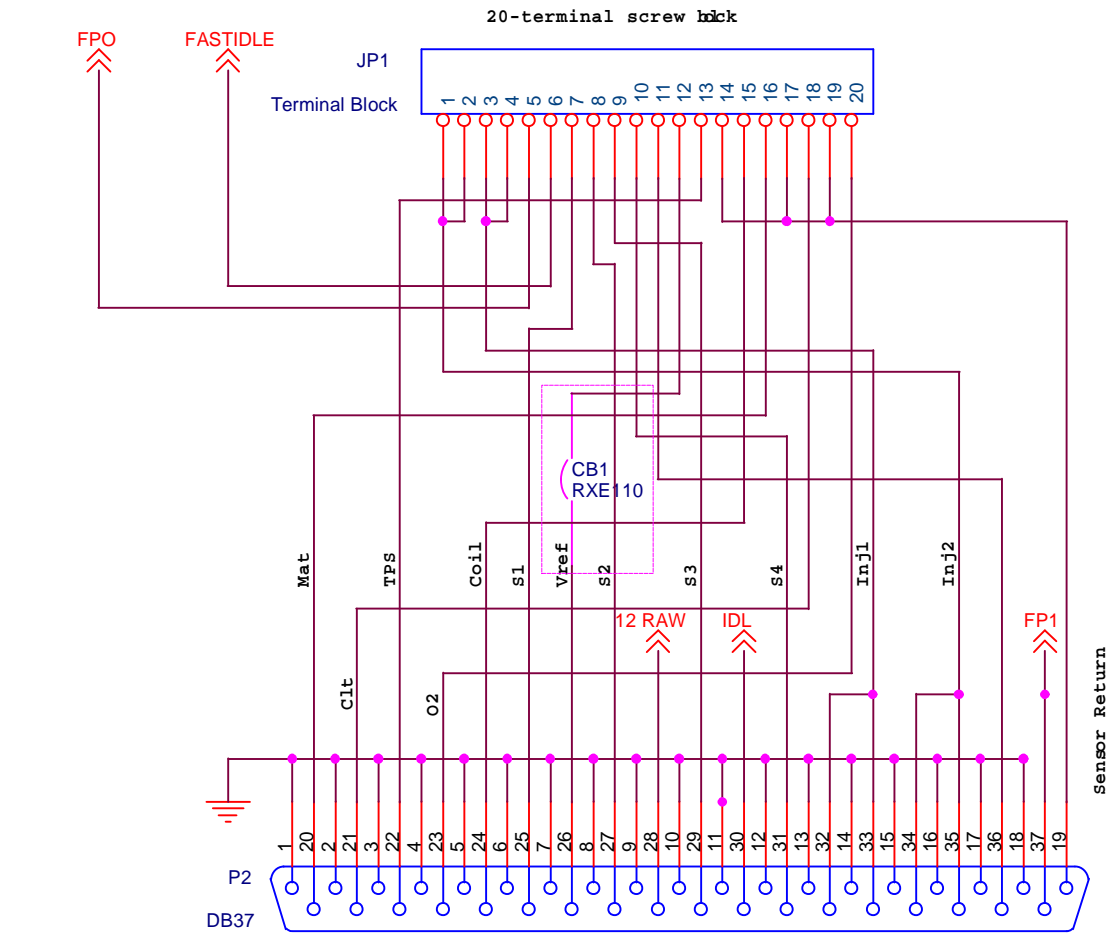 20-terminal screw block
FPO
FASTIDLE
JP1
Terminal Block
1 2 3 4 5 6 7 8 9 10 11 12 13 14 15 16 17 18 19 20
CB1
RXE110
Mat
TPS
Coil
S1
Vref
S2
S3
S4
Inj1
Inj2
12 RAW
IDL
FP1
Clt
O2
Sensor Return
1 20 2 21 3 22 4 23 5 24 6 25 7 26 8 27 9 28 10 29 11 30 12 31 13 32 14 33 15 34 16 35 17 36 18 37 19
P2
DB37